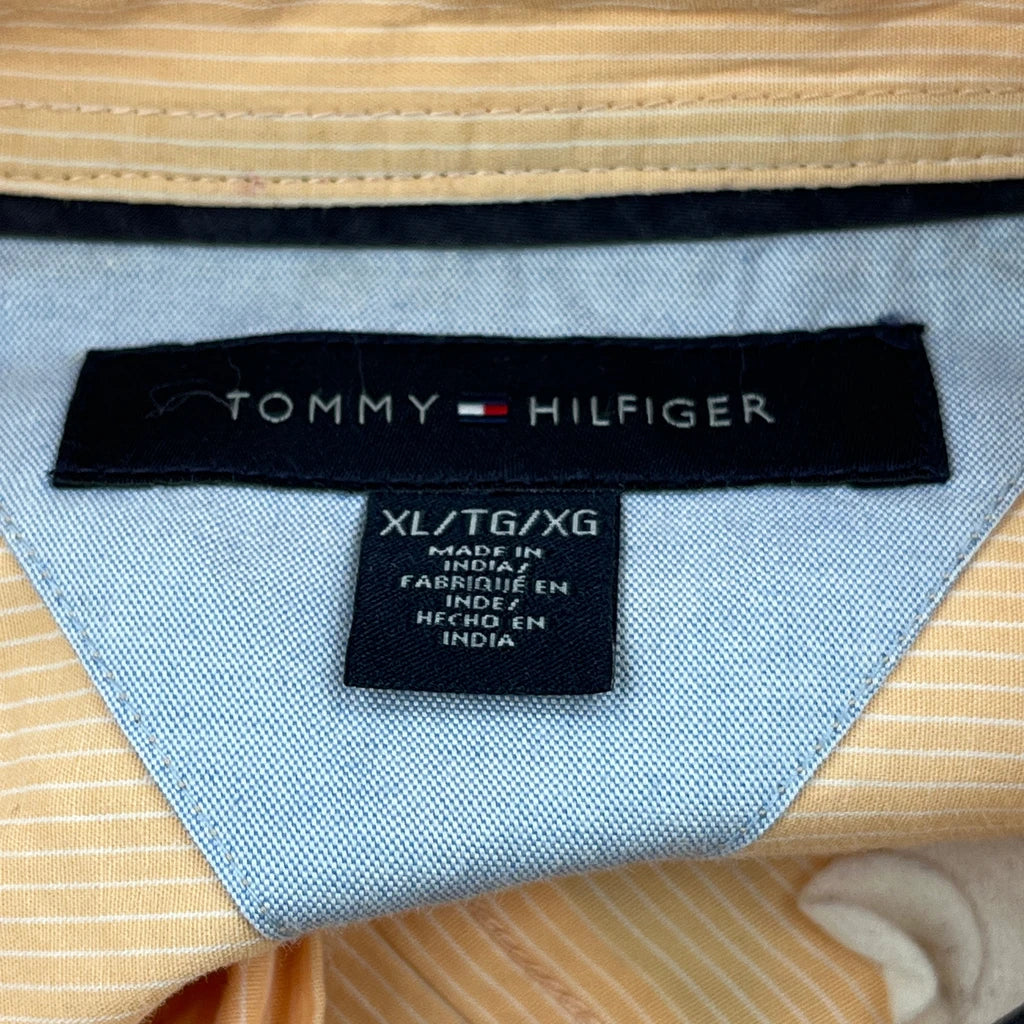 TOMMY HILFIGER
XL/TG/XG
MADE IN
INDIA/
FABRIQUÉ EN
INDE/
HECHO EN
INDIA